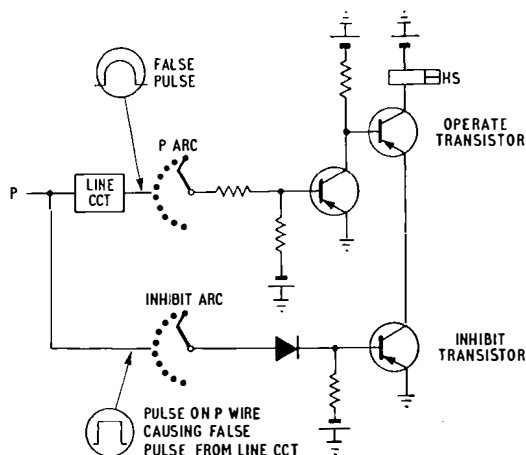 FALSE
PULSE
P ARC
HS
OPERATE
TRANSISTOR
P
LINE
CCT
INHIBIT ARC
INHIBIT
TRANSISTOR
PULSE ON P WIRE
CAUSING FALSE
PULSE FROM LINE CCT